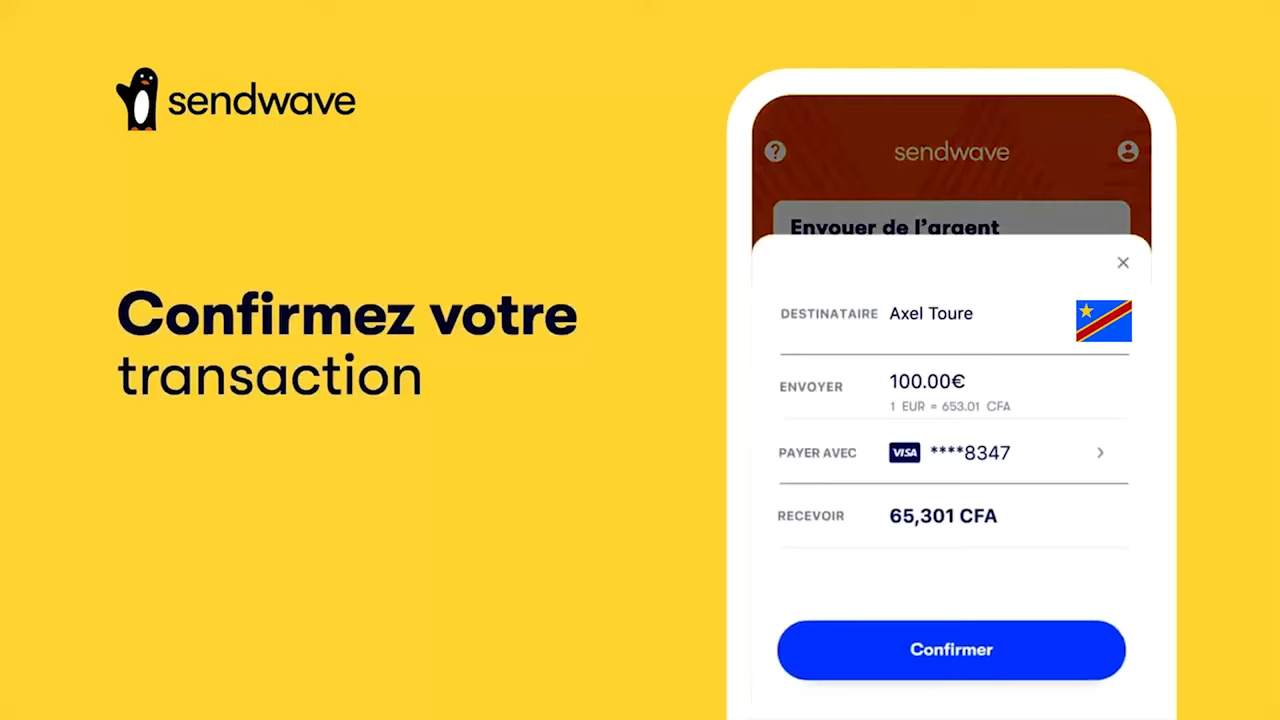 sendwave
Confirmez votre
transaction
sendwave
Envoyer de l'argent
DESTINATAIRE Axel Toure
ENVOYER 100.00€
1 EUR = 653.01 CFA
PAYER AVEC VISA ****8347
RECEVOIR 65,301 CFA
Confirmer